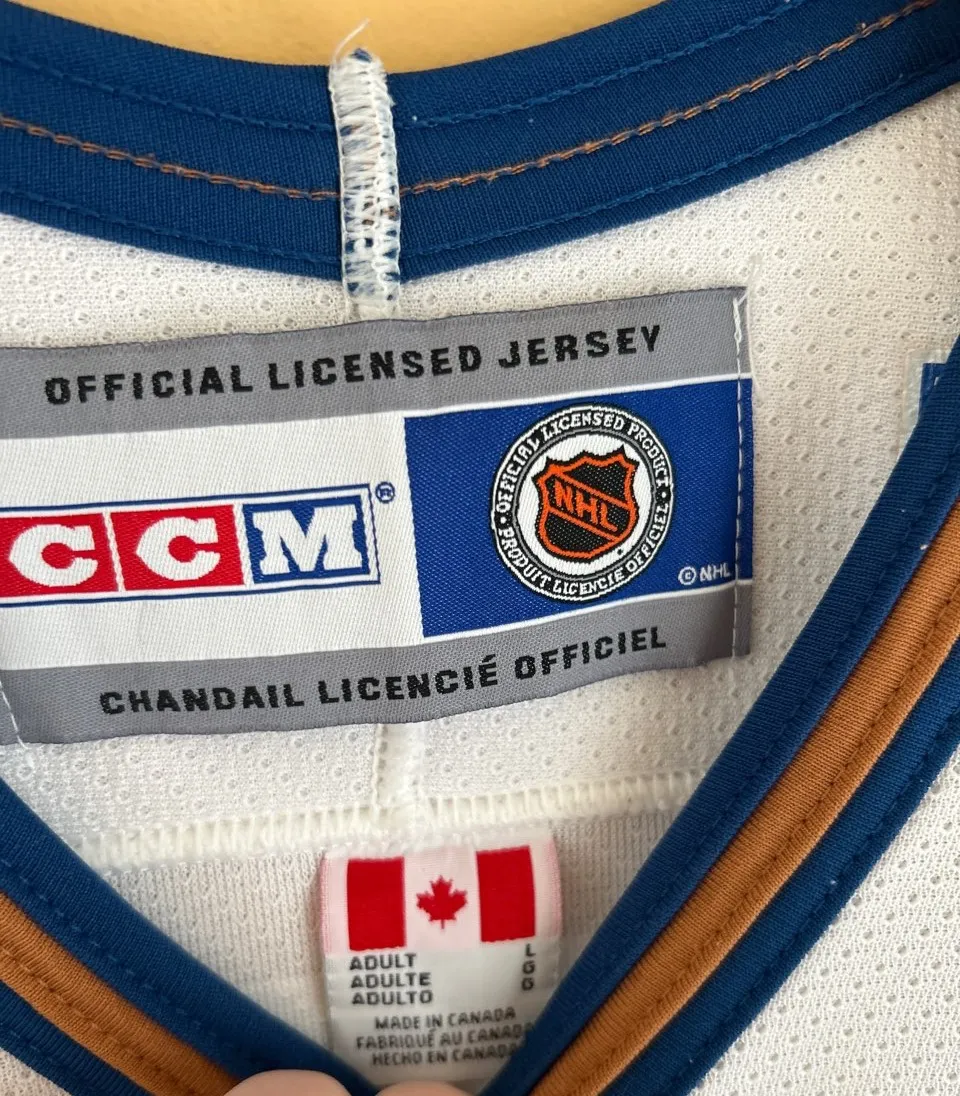 OFFICIAL LICENSED JERSEY
CCM®
OFFICIAL LICENSED PRODUCT
NHL
PRODUIT LICENCIÉ OFFICIEL
© NHL
CHANDAIL LICENCIÉ OFFICIEL
ADULT L
ADULTE G
ADULTO G
MADE IN CANADA
FABRIQUÉ AU CANADA
HECHO EN CANADA